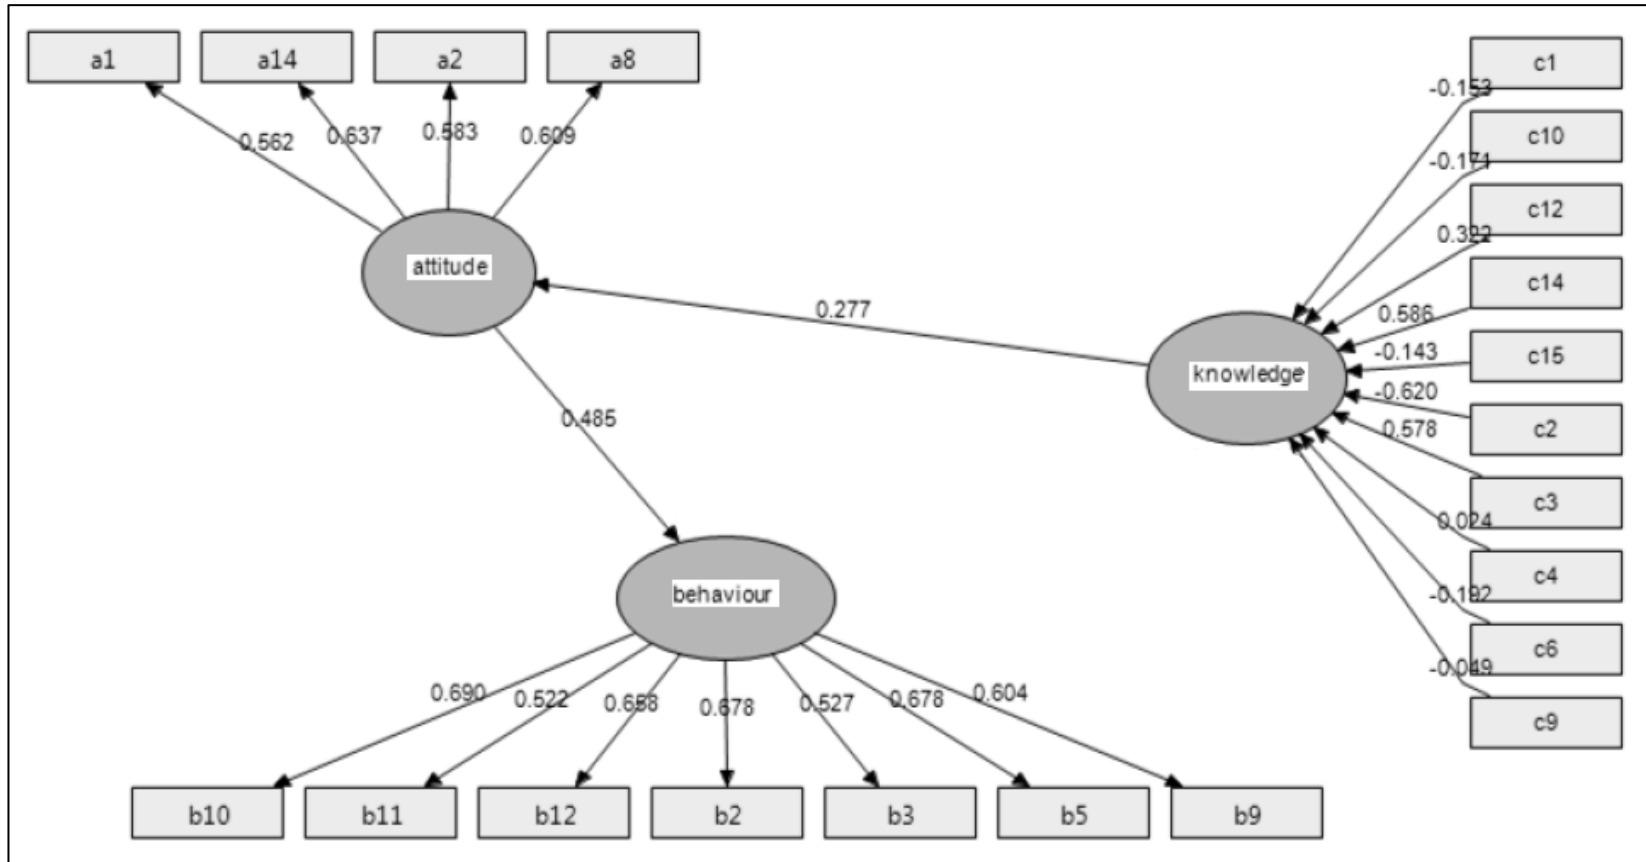 a1
a14
a2
a8
0.562
0.637
0.583
0.609
attitude
0.277
0.485
knowledge
c1
-0.153
c10
-0.171
c12
0.322
c14
0.586
c15
-0.143
c2
-0.620
c3
0.578
c4
0.024
c6
-0.192
c9
-0.049
behaviour
0.690
0.522
0.658
0.678
0.527
0.678
0.604
b10
b11
b12
b2
b3
b5
b9